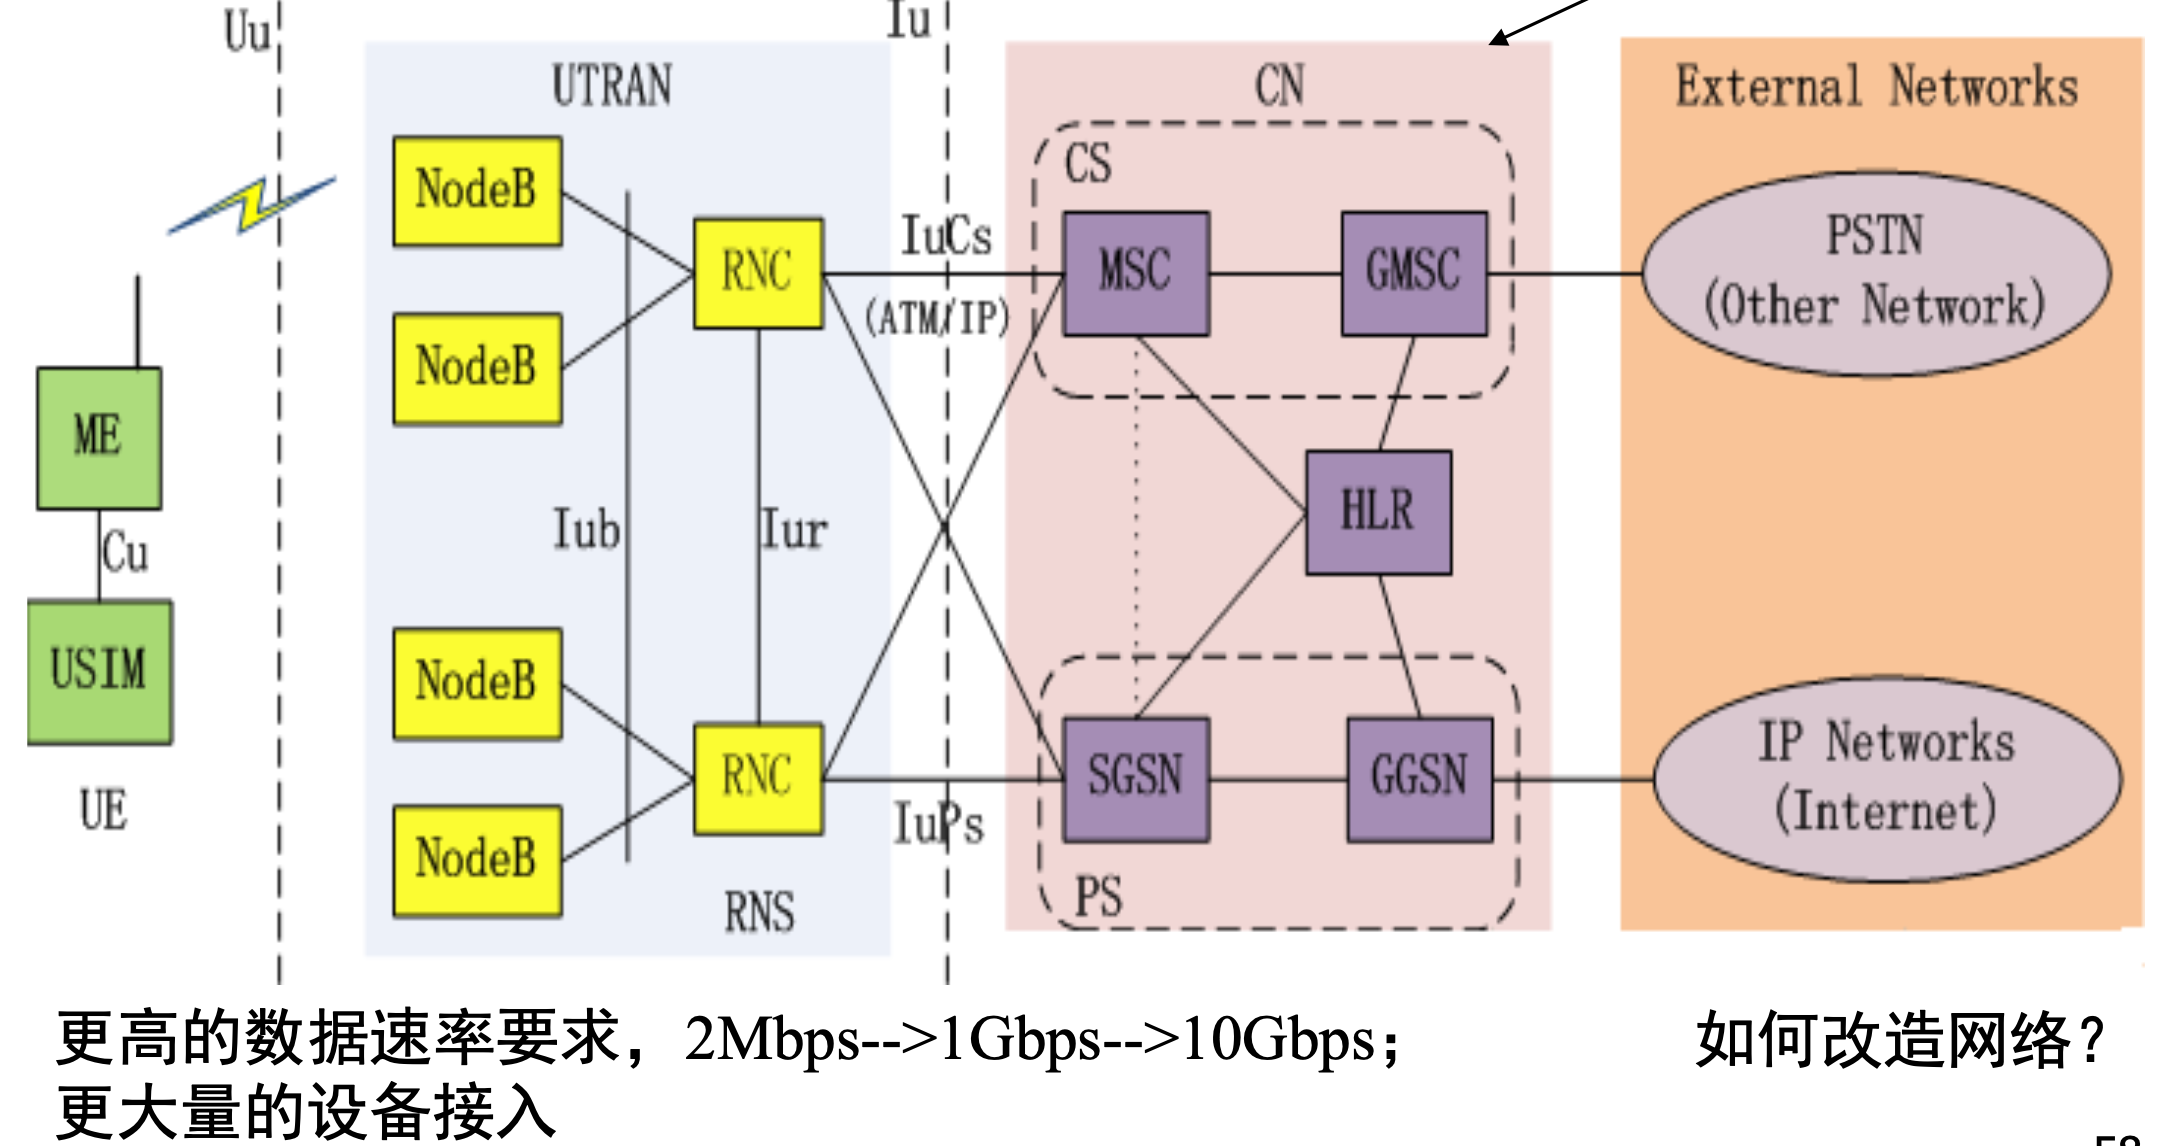 Uu
Iu
UTRAN
CN
External Networks
NodeB
CS
NodeB
RNC
IuCs
(ATM/IP)
MSC
GMSC
PSTN
(Other Network)
ME
Cu
USIM
UE
Iub
Iur
HLR
NodeB
NodeB
RNC
RNS
IuPs
SGSN
GGSN
PS
IP Networks
(Internet)
更高的数据速率要求，2Mbps-->1Gbps-->10Gbps；
更大量的设备接入
如何改造网络？